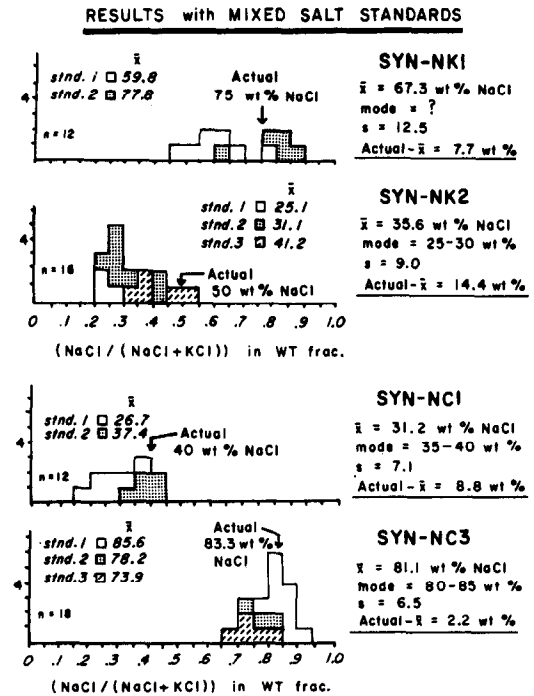 RESULTS with MIXED SALT STANDARDS
x̄
stnd. 1 59.8
stnd. 2 77.8
Actual
75 wt % NaCl
4
n=12
SYN-NK1
x̄ = 67.3 wt % NaCl
mode = ?
s = 12.5
Actual-x̄ = 7.7 wt %
x̄
stnd. 1 25.1
stnd. 2 31.1
stnd. 3 41.2
4
n=16
Actual
50 wt % NaCl
0 .1 .2 .3 .4 .5 .6 .7 .8 .9 1.0
(NaCl/(NaCl+KCl)) in WT frac.
SYN-NK2
x̄ = 35.6 wt % NaCl
mode = 25-30 wt %
s = 9.0
Actual-x̄ = 14.4 wt %
x̄
stnd. 1 26.7
stnd. 2 37.4
Actual
40 wt % NaCl
4
n=12
SYN-NC1
x̄ = 31.2 wt % NaCl
mode = 35-40 wt %
s = 7.1
Actual-x̄ = 8.8 wt %
x̄
stnd. 1 85.6
stnd. 2 78.2
stnd. 3 73.9
Actual
83.3 wt %
NaCl
4
n=18
0 .1 .2 .3 .4 .5 .6 .7 .8 .9 1.0
(NaCl/(NaCl+KCl)) in WT frac.
SYN-NC3
x̄ = 81.1 wt % NaCl
mode = 80-85 wt %
s = 6.5
Actual-x̄ = 2.2 wt %